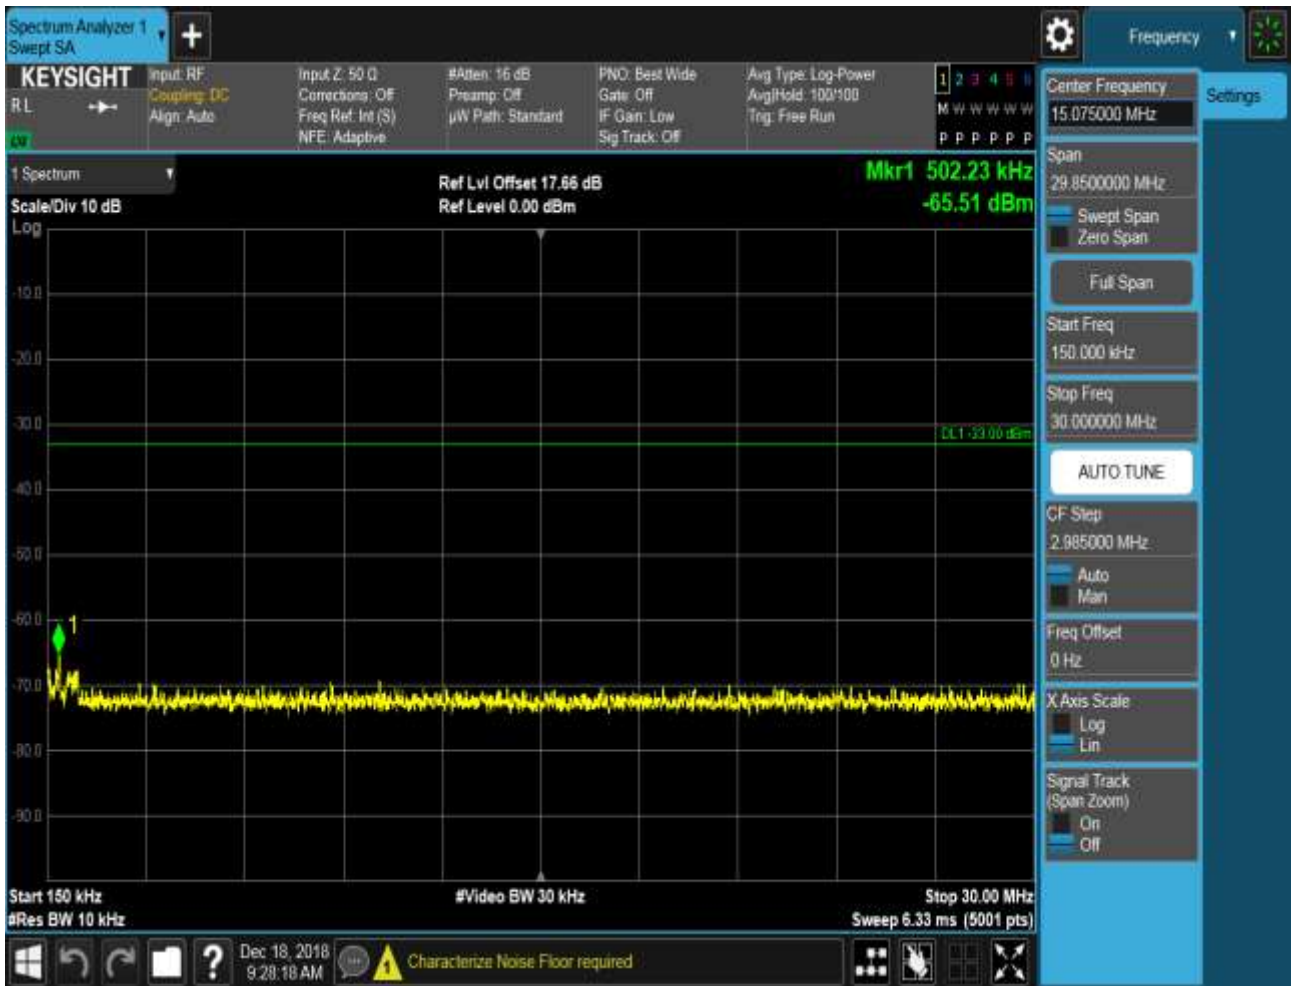 Spectrum Analyzer 1
Swept SA
Frequency
KEYSIGHT
RL
Input: RF
Coupling: DC
Align: Auto
Input Z: 50 Ω
Corrections: Off
Freq Ref: Int (S)
NFE: Adaptive
#Atten: 16 dB
Preamp: Off
µW Path: Standard
PNO: Best Wide
Gate: Off
IF Gain: Low
Sig Track: Off
Avg Type: Log-Power
Avg|Hold: 100/100
Trig: Free Run
1 2 3 4 5 6
M W W W W W
P P P P P P
1 Spectrum
Scale/Div 10 dB
Ref Lvl Offset 17.66 dB
Ref Level 0.00 dBm
Mkr1 502.23 kHz
-65.51 dBm
Log
-10.0
-20.0
-30.0
DL1 -33.00 dBm
-40.0
-50.0
-60.0
1
-70.0
-80.0
-90.0
Start 150 kHz
#Res BW 10 kHz
#Video BW 30 kHz
Stop 30.00 MHz
Sweep 6.33 ms (5001 pts)
Center Frequency
15.075000 MHz
Settings
Span
29.8500000 MHz
Swept Span
Zero Span
Full Span
Start Freq
150.000 kHz
Stop Freq
30.000000 MHz
AUTO TUNE
CF Step
2.985000 MHz
Auto
Man
Freq Offset
0 Hz
X Axis Scale
Log
Lin
Signal Track
(Span Zoom)
On
Off
?
Dec 18, 2018
9:28:18 AM
1
Characterize Noise Floor required